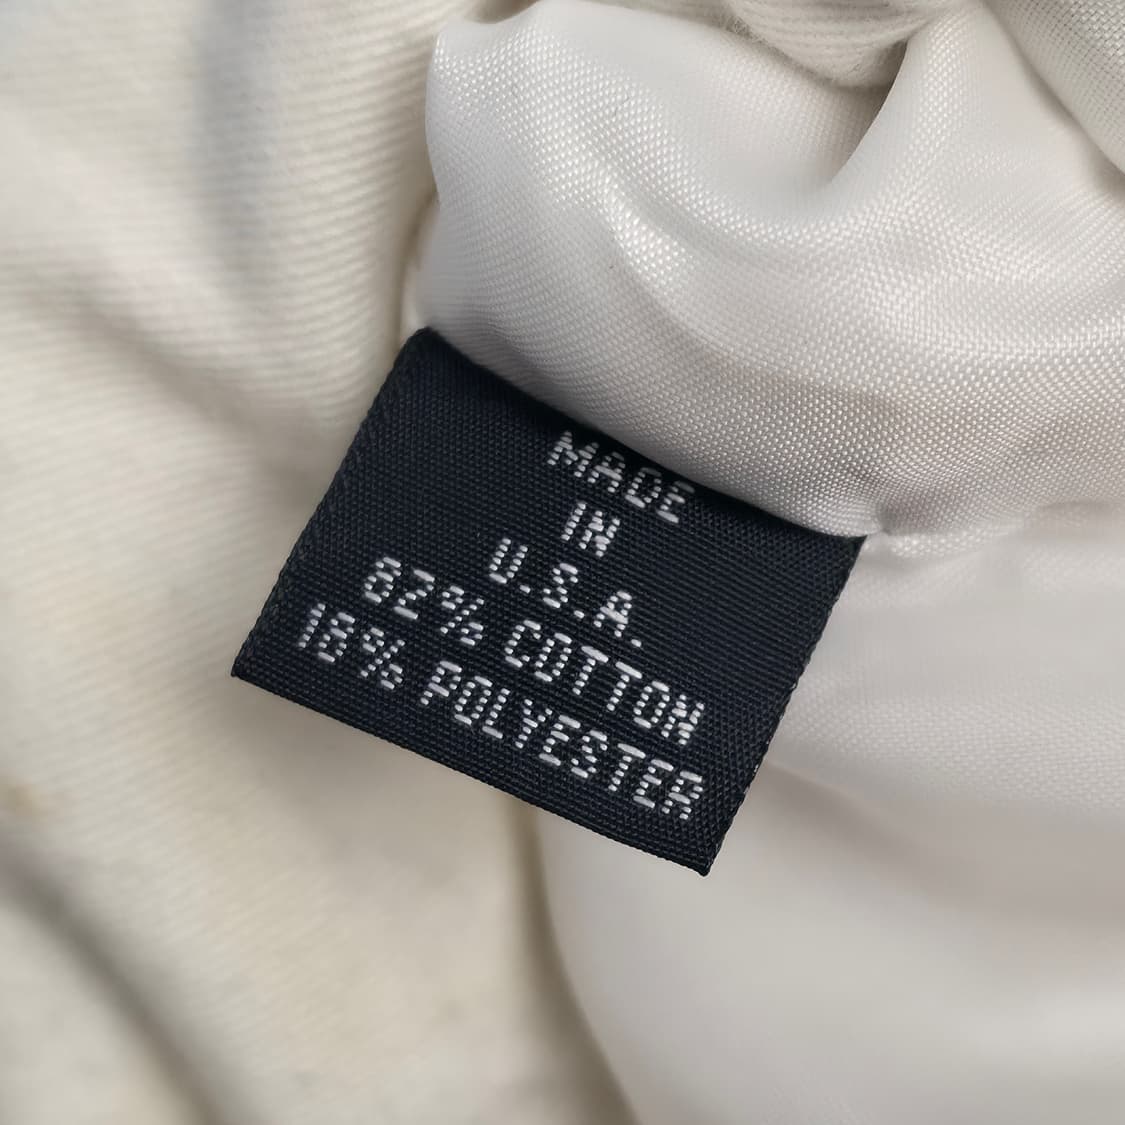 MADE
IN
U.S.A.
82% COTTON
18% POLYESTER